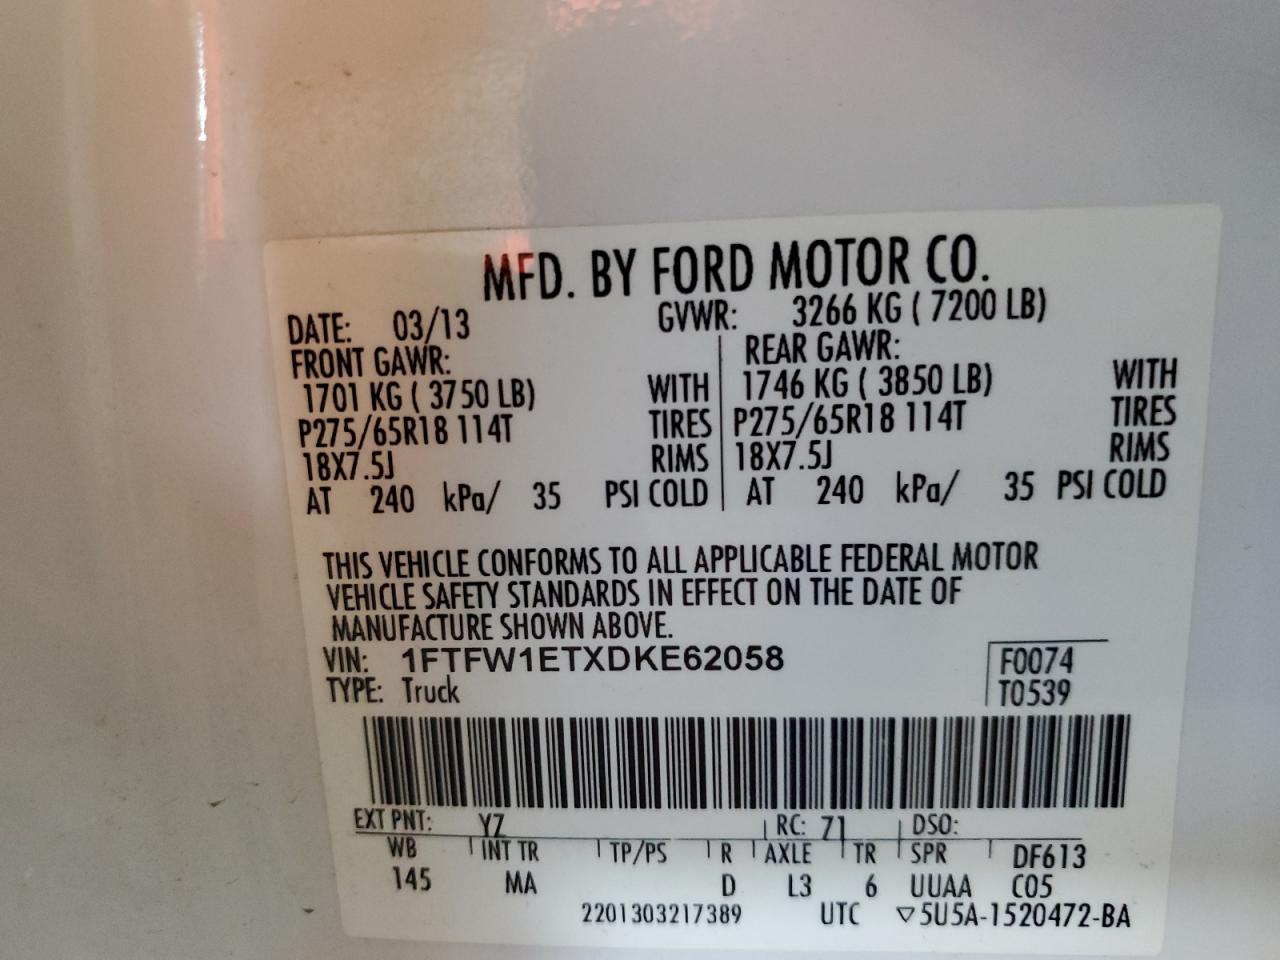 MFD. BY FORD MOTOR CO.
DATE: 03/13 GVWR: 3266 KG ( 7200 LB)
FRONT GAWR: REAR GAWR:
1701 KG ( 3750 LB) WITH 1746 KG ( 3850 LB) WITH
P275/65R18 114T TIRES P275/65R18 114T TIRES
18X7.5J RIMS 18X7.5J RIMS
AT 240 kPa/ 35 PSI COLD AT 240 kPa/ 35 PSI COLD
THIS VEHICLE CONFORMS TO ALL APPLICABLE FEDERAL MOTOR
VEHICLE SAFETY STANDARDS IN EFFECT ON THE DATE OF
MANUFACTURE SHOWN ABOVE.
VIN: 1FTFW1ETXDKE62058 F0074
TYPE: Truck T0539
EXT PNT: YZ RC: 71 DSO:
WB INT TR TP/PS R AXLE TR SPR DF613
145 MA D L3 6 UUAA C05
2201303217389 UTC ▽5U5A-1520472-BA